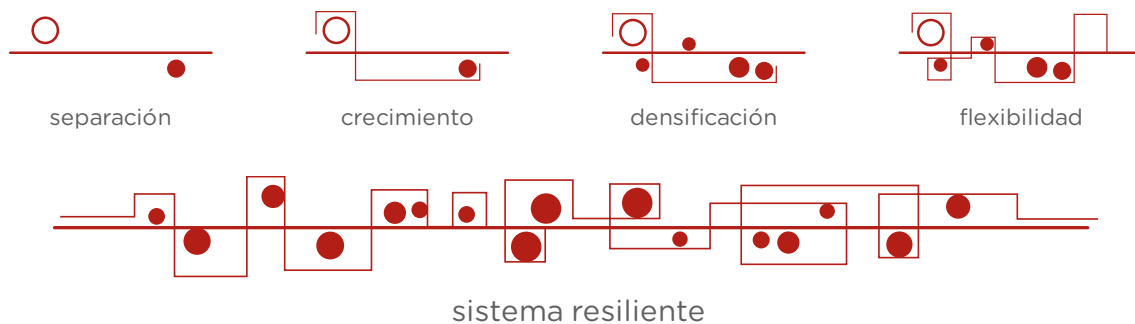 separación
crecimiento
densificación
flexibilidad
sistema resiliente